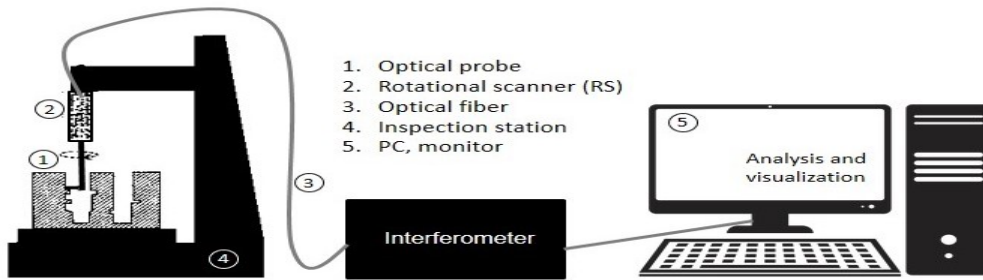 1. Optical probe
2. Rotational scanner (RS)
3. Optical fiber
4. Inspection station
5. PC, monitor
2
1
3
4
Interferometer
5
Analysis and
visualization